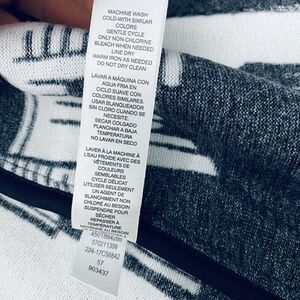 MACHINE WASH
COLD-WITH SIMILAR
COLORS
GENTLE CYCLE
ONLY NON-CHLORINE
BLEACH WHEN NEEDED
LINE DRY
WARM IRON AS NEEDED
DO NOT DRY CLEAN
LAVAR A MÁQUINA CON
AGUA FRÍA EN
CICLO SUAVE CON
COLORES SIMILARES.
USAR BLANQUEADOR
SIN CLORO CUANDO SE
NECESITE
SECAR COLGADO
PLANCHAR A BAJA
TEMPERATURA
NO LAVAR EN SECO
LAVER À LA MACHINE À
L'EAU FROIDE AVEC DES
VÊTEMENTS DE
COULEURS
SEMBLABLES
CYCLE DÉLICAT
UTILISER SEULEMENT
UN AGENT DE
BLANCHIMENT NON
CHLORÉ AU BESOIN
SUSPENDRE POUR
SÉCHER
REPASSER À
TEMPÉRATURE
570211308
224-17C56842
57
803437